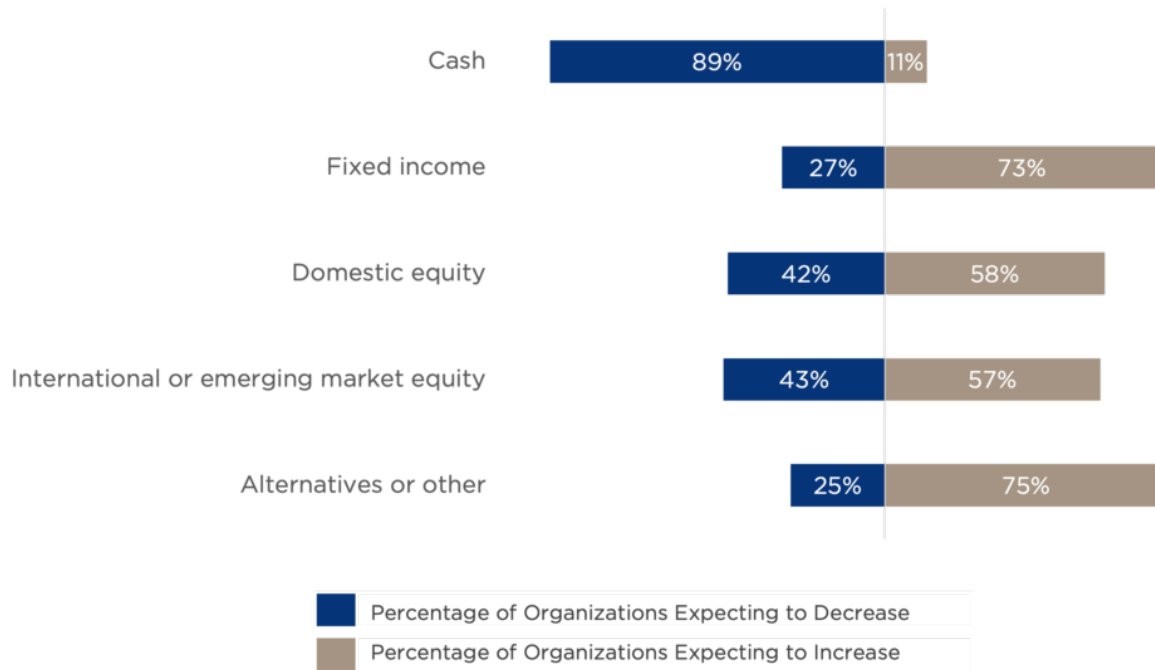 Cash 89% 11%
Fixed income 27% 73%
Domestic equity 42% 58%
International or emerging market equity 43% 57%
Alternatives or other 25% 75%
Percentage of Organizations Expecting to Decrease
Percentage of Organizations Expecting to Increase